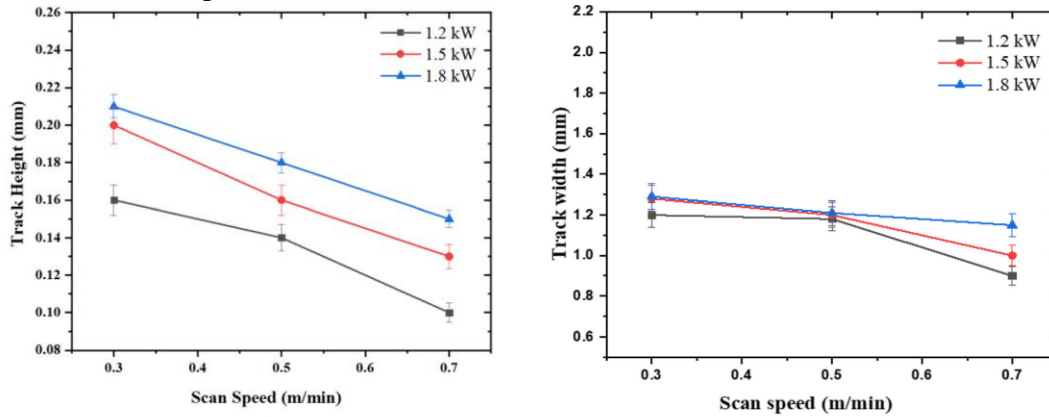 0.26
0.24
0.22
0.20
0.18
0.16
0.14
0.12
0.10
0.08
Track Height (mm)
1.2 kW
1.5 kW
1.8 kW
0.3
0.4
0.5
0.6
0.7
Scan Speed (m/min)
2.2
2.0
1.8
1.6
1.4
1.2
1.0
0.8
0.6
Track width (mm)
1.2 kW
1.5 kW
1.8 kW
0.3
0.4
0.5
0.6
0.7
Scan speed (m/min)